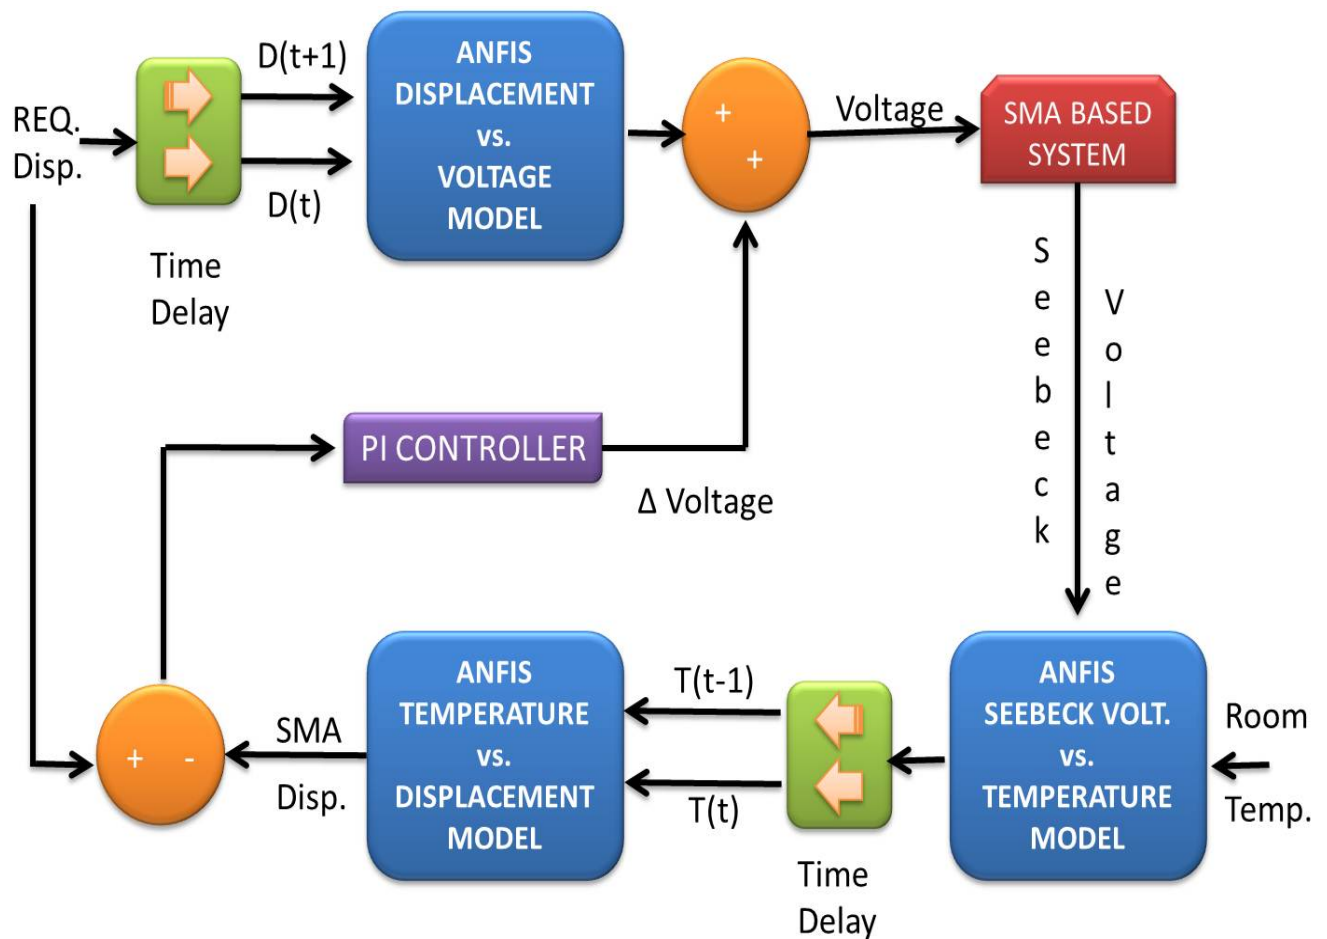 REQ.
Disp.
D(t+1)
D(t)
Time
Delay
ANFIS
DISPLACEMENT
vs.
VOLTAGE
MODEL
+
+
Voltage
SMA BASED
SYSTEM
Seebeck
Voltage
PI CONTROLLER
Δ Voltage
+ -
SMA
Disp.
ANFIS
TEMPERATURE
vs.
DISPLACEMENT
MODEL
T(t-1)
T(t)
Time
Delay
ANFIS
SEEBECK VOLT.
vs.
TEMPERATURE
MODEL
Room
Temp.